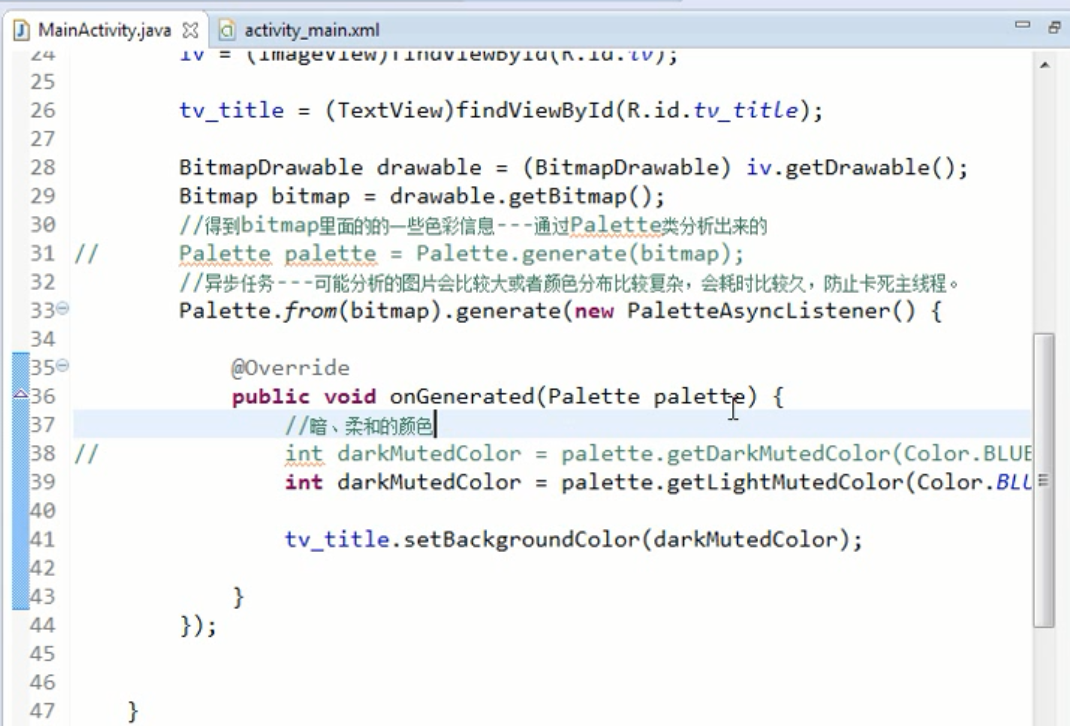 MainActivity.java activity_main.xml
24 iv = (ImageView)findViewById(R.id.iv);
25
26 tv_title = (TextView)findViewById(R.id.tv_title);
27
28 BitmapDrawable drawable = (BitmapDrawable) iv.getDrawable();
29 Bitmap bitmap = drawable.getBitmap();
30 //得到bitmap里面的的一些色彩信息---通过Palette类分析出来的
31 // Palette palette = Palette.generate(bitmap);
32 //异步任务---可能分析的图片会比较大或者颜色分布比较复杂，会耗时比较久，防止卡死主线程。
33 Palette.from(bitmap).generate(new PaletteAsyncListener() {
34
35 @Override
36 public void onGenerated(Palette palette) {
37 //暗、柔和的颜色
38 // int darkMutedColor = palette.getDarkMutedColor(Color.BLUE
39 int darkMutedColor = palette.getLightMutedColor(Color.BLU
40
41 tv_title.setBackgroundColor(darkMutedColor);
42
43 }
44 });
45
46
47 }